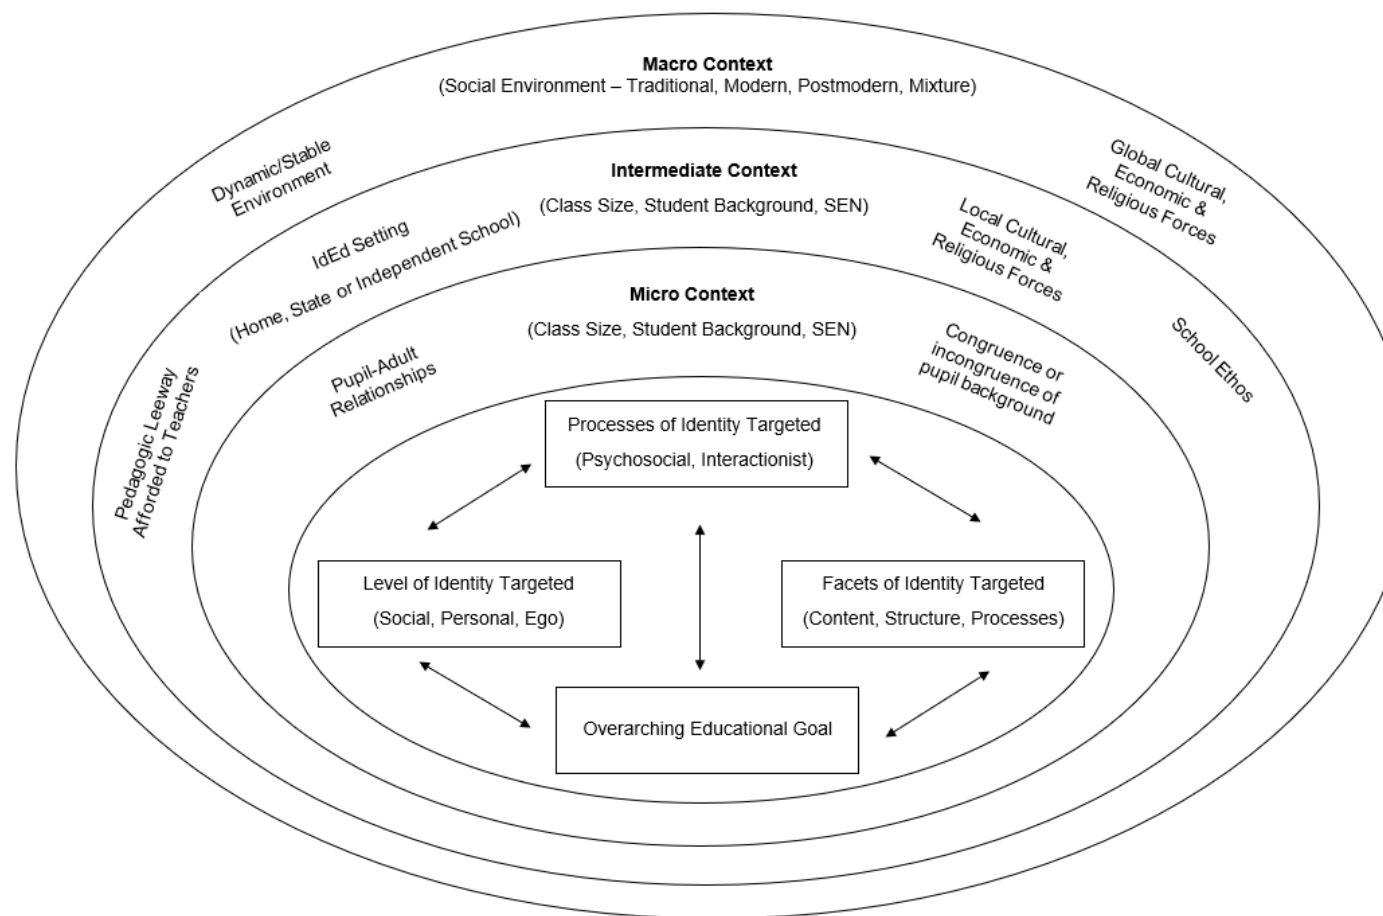 Macro Context
(Social Environment – Traditional, Modern, Postmodern, Mixture)
Dynamic/Stable
Environment
Global Cultural,
Economic &
Religious Forces
Intermediate Context
(Class Size, Student Background, SEN)
IdEd Setting
(Home, State or Independent School)
Local Cultural,
Economic &
Religious Forces
Pedagogic Leeway
Afforded to Teachers
School Ethos
Micro Context
(Class Size, Student Background, SEN)
Pupil-Adult
Relationships
Congruence or
incongruence of
pupil background
Processes of Identity Targeted
(Psychosocial, Interactionist)
Level of Identity Targeted
(Social, Personal, Ego)
Facets of Identity Targeted
(Content, Structure, Processes)
Overarching Educational Goal